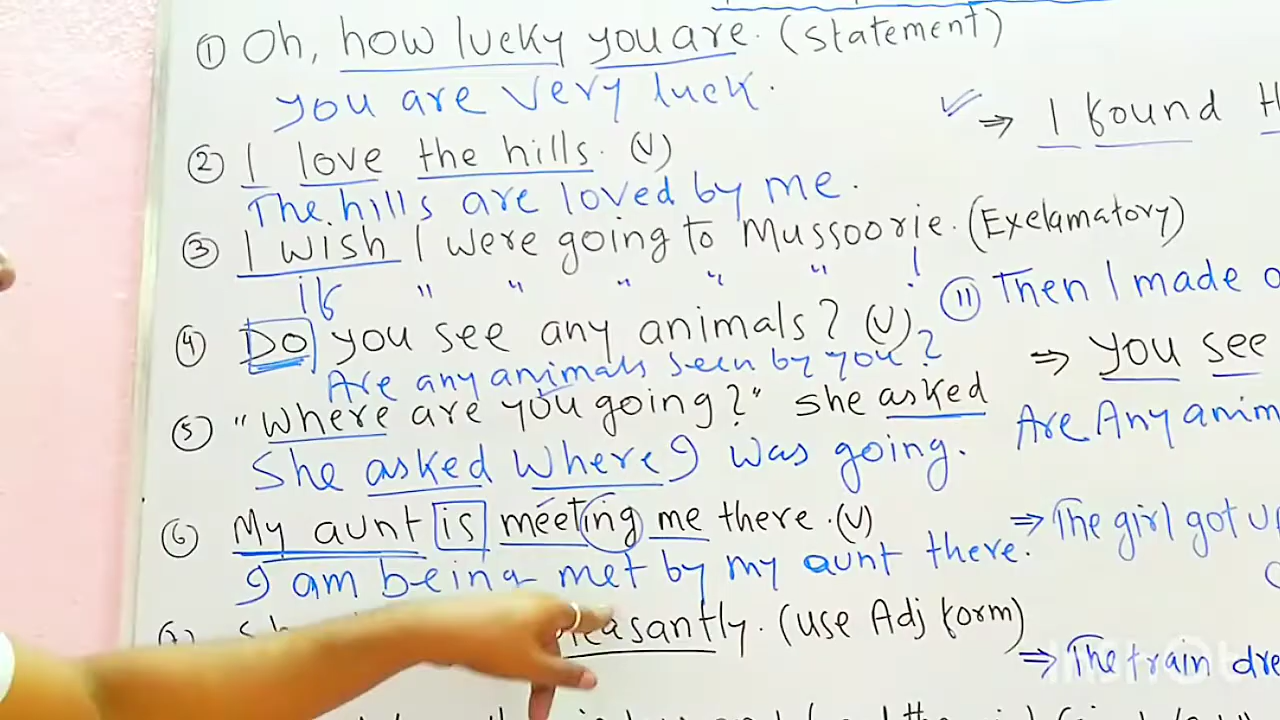 ① Oh, how lucky you are. (Statement)
you are very luck.
② I love the hills. (V)
The hills are loved by me.
③ I wish I were going to Mussoorie. (Exelamatory)
if " " " " " !
④ Do you see any animals? (V)
Are any animals seen by you?
⑤ "Where are you going?" she asked
She asked where I was going.
⑥ My aunt is meeting me there. (V)
I am being met by my aunt there.
pleasantly. (use Adj form)
⇒ I found
⑪ Then I made
⇒ you see
Are Any
⇒ The girl got
⇒ The train